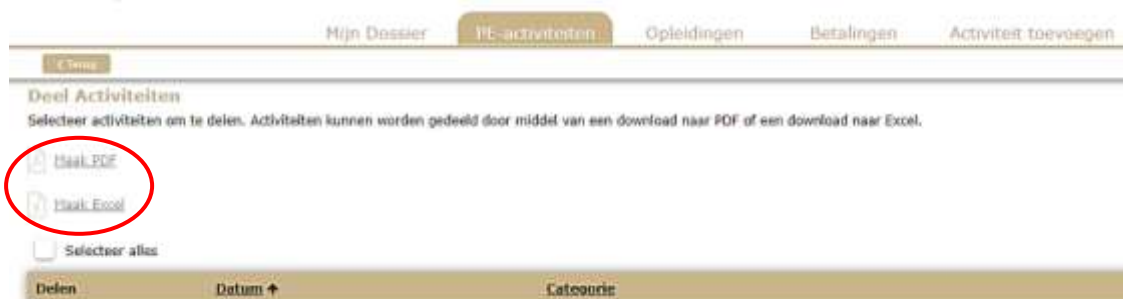 Mijn Dossier PE-activiteiten Opleidingen Betalingen Activiteit toevoegen
< Terug
Deel Activiteiten
Selecteer activiteiten om te delen. Activiteiten kunnen worden gedeeld door middel van een download naar PDF of een download naar Excel.
Maak PDF
Maak Excel
Selecteer alles
Delen Datum ↑ Categorie